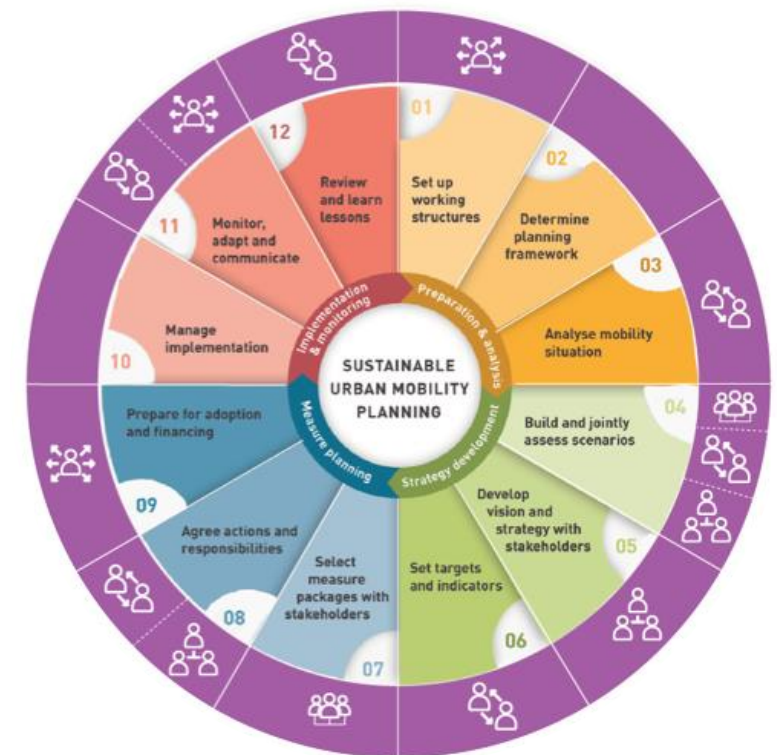 01
Set up
working
structures
02
Determine
planning
framework
03
Analyse mobility
situation
04
Build and jointly
assess scenarios
05
Develop
vision and
strategy with
stakeholders
06
Set targets
and indicators
07
Select
measure
packages with
stakeholders
08
Agree actions and
responsibilities
09
Prepare for adoption
and financing
10
Manage
implementation
11
Monitor,
adapt and
communicate
12
Review
and learn
lessons
Preparation & analysis
Strategy development
Measure planning
Implementation
& monitoring
SUSTAINABLE
URBAN MOBILITY
PLANNING